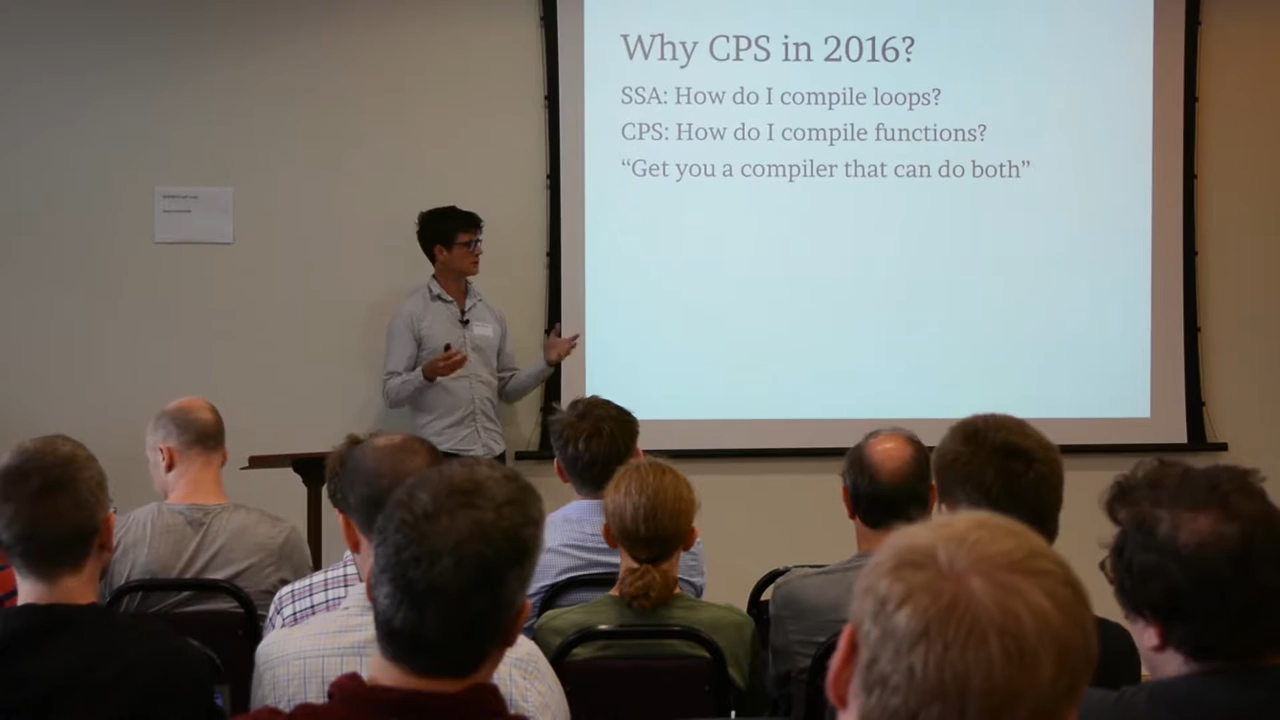 Why CPS in 2016?
SSA: How do I compile loops?
CPS: How do I compile functions?
“Get you a compiler that can do both”